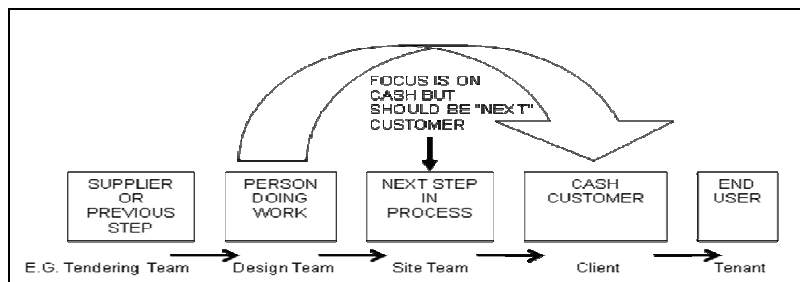 FOCUS IS ON
CASH BUT
SHOULD BE "NEXT"
CUSTOMER
SUPPLIER
OR
PREVIOUS
STEP
PERSON
DOING
WORK
NEXT STEP
IN
PROCESS
CASH
CUSTOMER
END
USER
E.G. Tendering Team
Design Team
Site Team
Client
Tenant